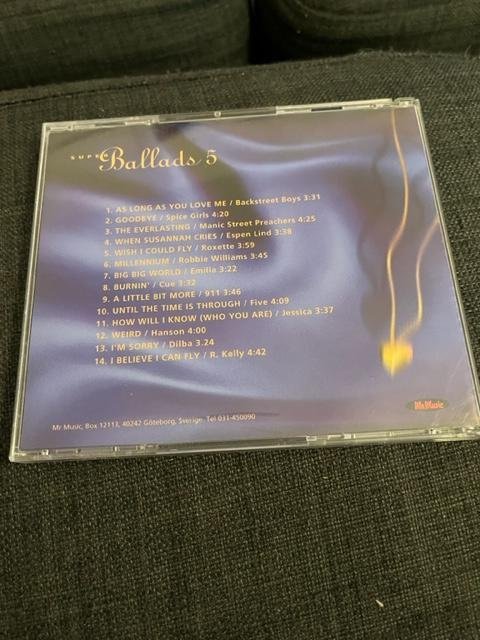 SUPER Ballads 5
1. AS LONG AS YOU LOVE ME / Backstreet Boys 3:31
2. GOODBYE / Spice Girls 4:20
3. THE EVERLASTING / Manic Street Preachers 4:25
4. WHEN SUSANNAH CRIES / Espen Lind 3:38
5. WISH I COULD FLY / Roxette 3:59
6. MILLENNIUM / Robbie Williams 3:45
7. BIG BIG WORLD / Emilia 3:22
8. BURNIN' / Cue 3:32
9. A LITTLE BIT MORE / 911 3:46
10. UNTIL THE TIME IS THROUGH / Five 4:09
11. HOW WILL I KNOW (WHO YOU ARE) / Jessica 3:37
12. WEIRD / Hanson 4:00
13. I'M SORRY / Dilba 3.24
14. I BELIEVE I CAN FLY / R. Kelly 4:42
MrMusic
Mr Music, Box 12113, 40242 Göteborg, Sverige. Tel 031-450090